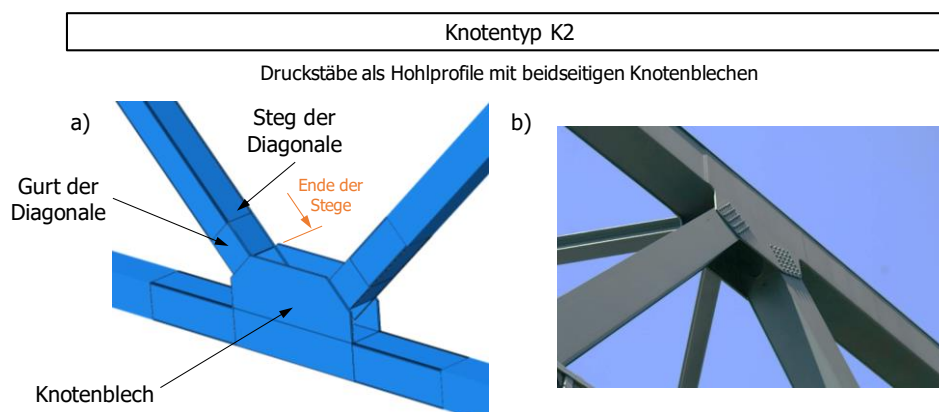 Knotentyp K2
Druckstäbe als Hohlprofile mit beidseitigen Knotenblechen
a)
Steg der
Diagonale
b)
Gurt der
Diagonale
Ende der
Stege
Knotenblech